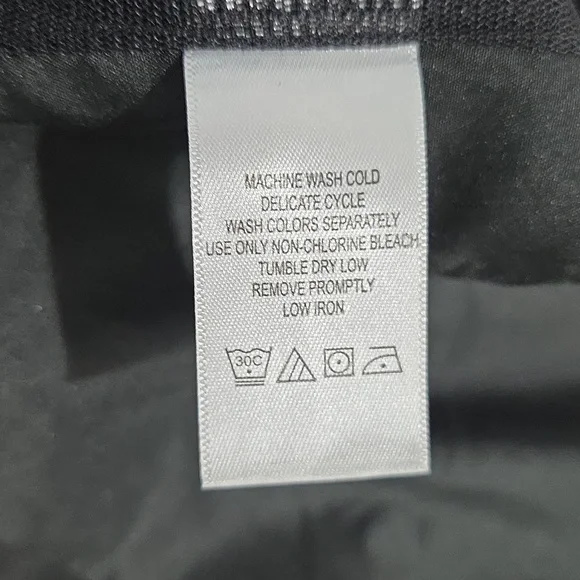 MACHINE WASH COLD
DELICATE CYCLE
WASH COLORS SEPARATELY
USE ONLY NON-CHLORINE BLEACH
TUMBLE DRY LOW
REMOVE PROMPTLY
LOW IRON
30C